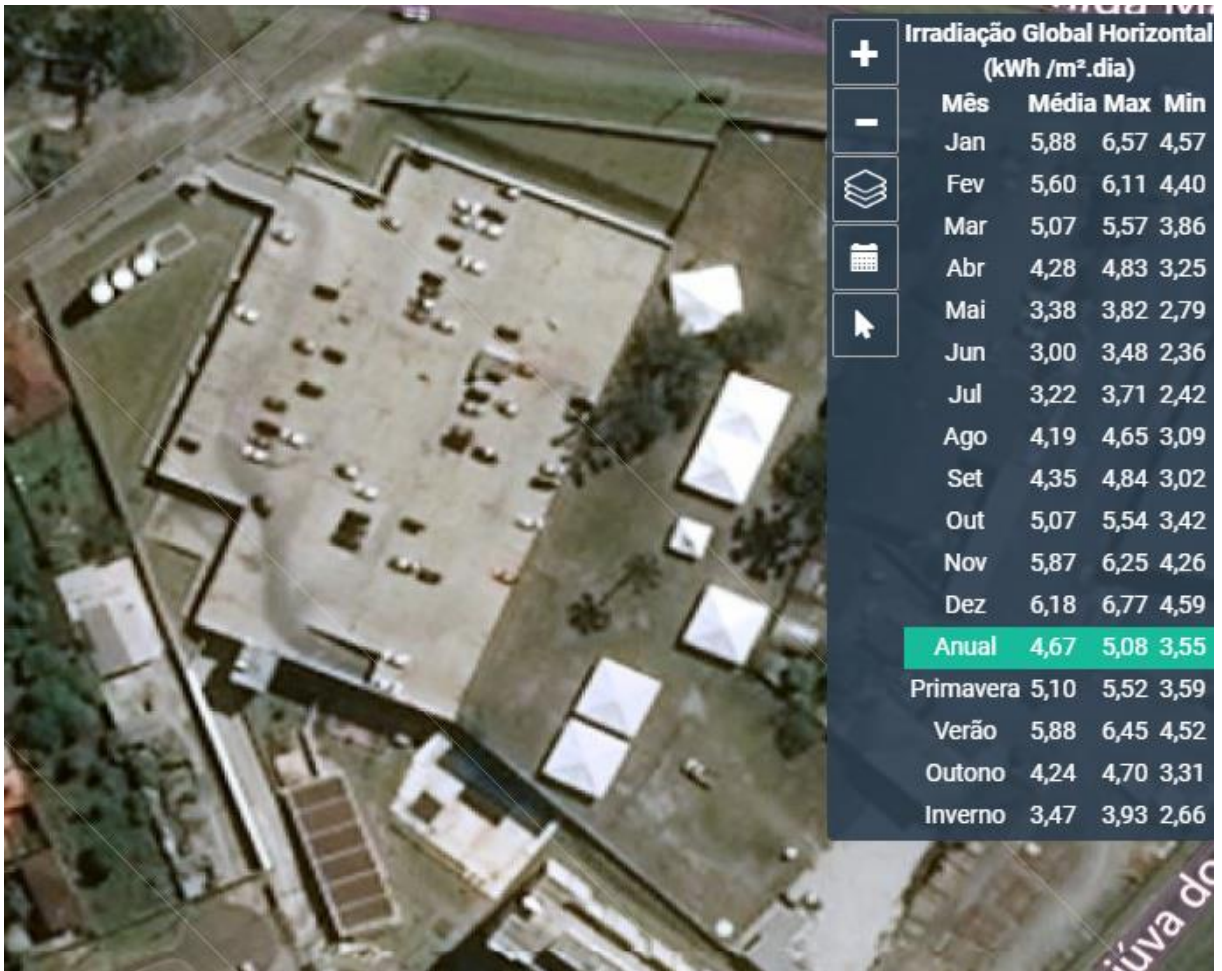 Irradiação Global Horizontal
(kWh /m².dia)
Mês Média Max Min
Jan 5,88 6,57 4,57
Fev 5,60 6,11 4,40
Mar 5,07 5,57 3,86
Abr 4,28 4,83 3,25
Mai 3,38 3,82 2,79
Jun 3,00 3,48 2,36
Jul 3,22 3,71 2,42
Ago 4,19 4,65 3,09
Set 4,35 4,84 3,02
Out 5,07 5,54 3,42
Nov 5,87 6,25 4,26
Dez 6,18 6,77 4,59
Anual 4,67 5,08 3,55
Primavera 5,10 5,52 3,59
Verão 5,88 6,45 4,52
Outono 4,24 4,70 3,31
Inverno 3,47 3,93 2,66